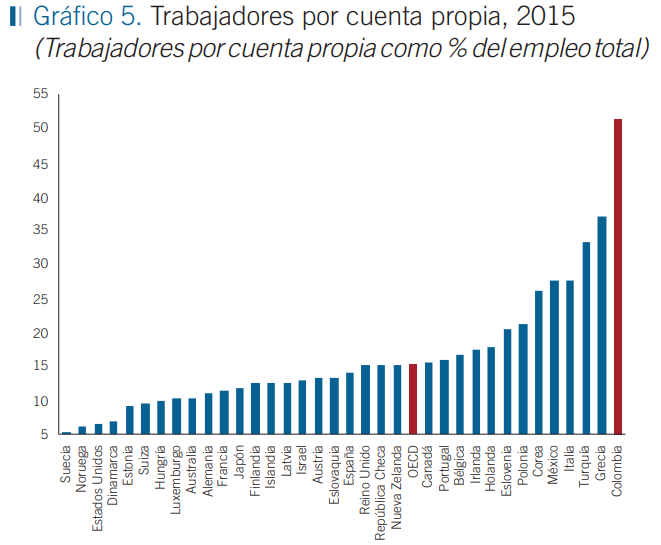 Gráfico 5. Trabajadores por cuenta propia, 2015
(Trabajadores por cuenta propia como % del empleo total)
55
50
45
40
35
30
25
20
15
10
5
Suecia
Noruega
Estados Unidos
Dinamarca
Estonia
Suiza
Hungría
Luxemburgo
Australia
Alemania
Francia
Japón
Finlandia
Islandia
Latvia
Israel
Austria
Eslovaquia
España
Reino Unido
República Checa
Nueva Zelanda
OECD
Canadá
Portugal
Bélgica
Irlanda
Holanda
Eslovenia
Polonia
Corea
México
Italia
Turquía
Grecia
Colombia